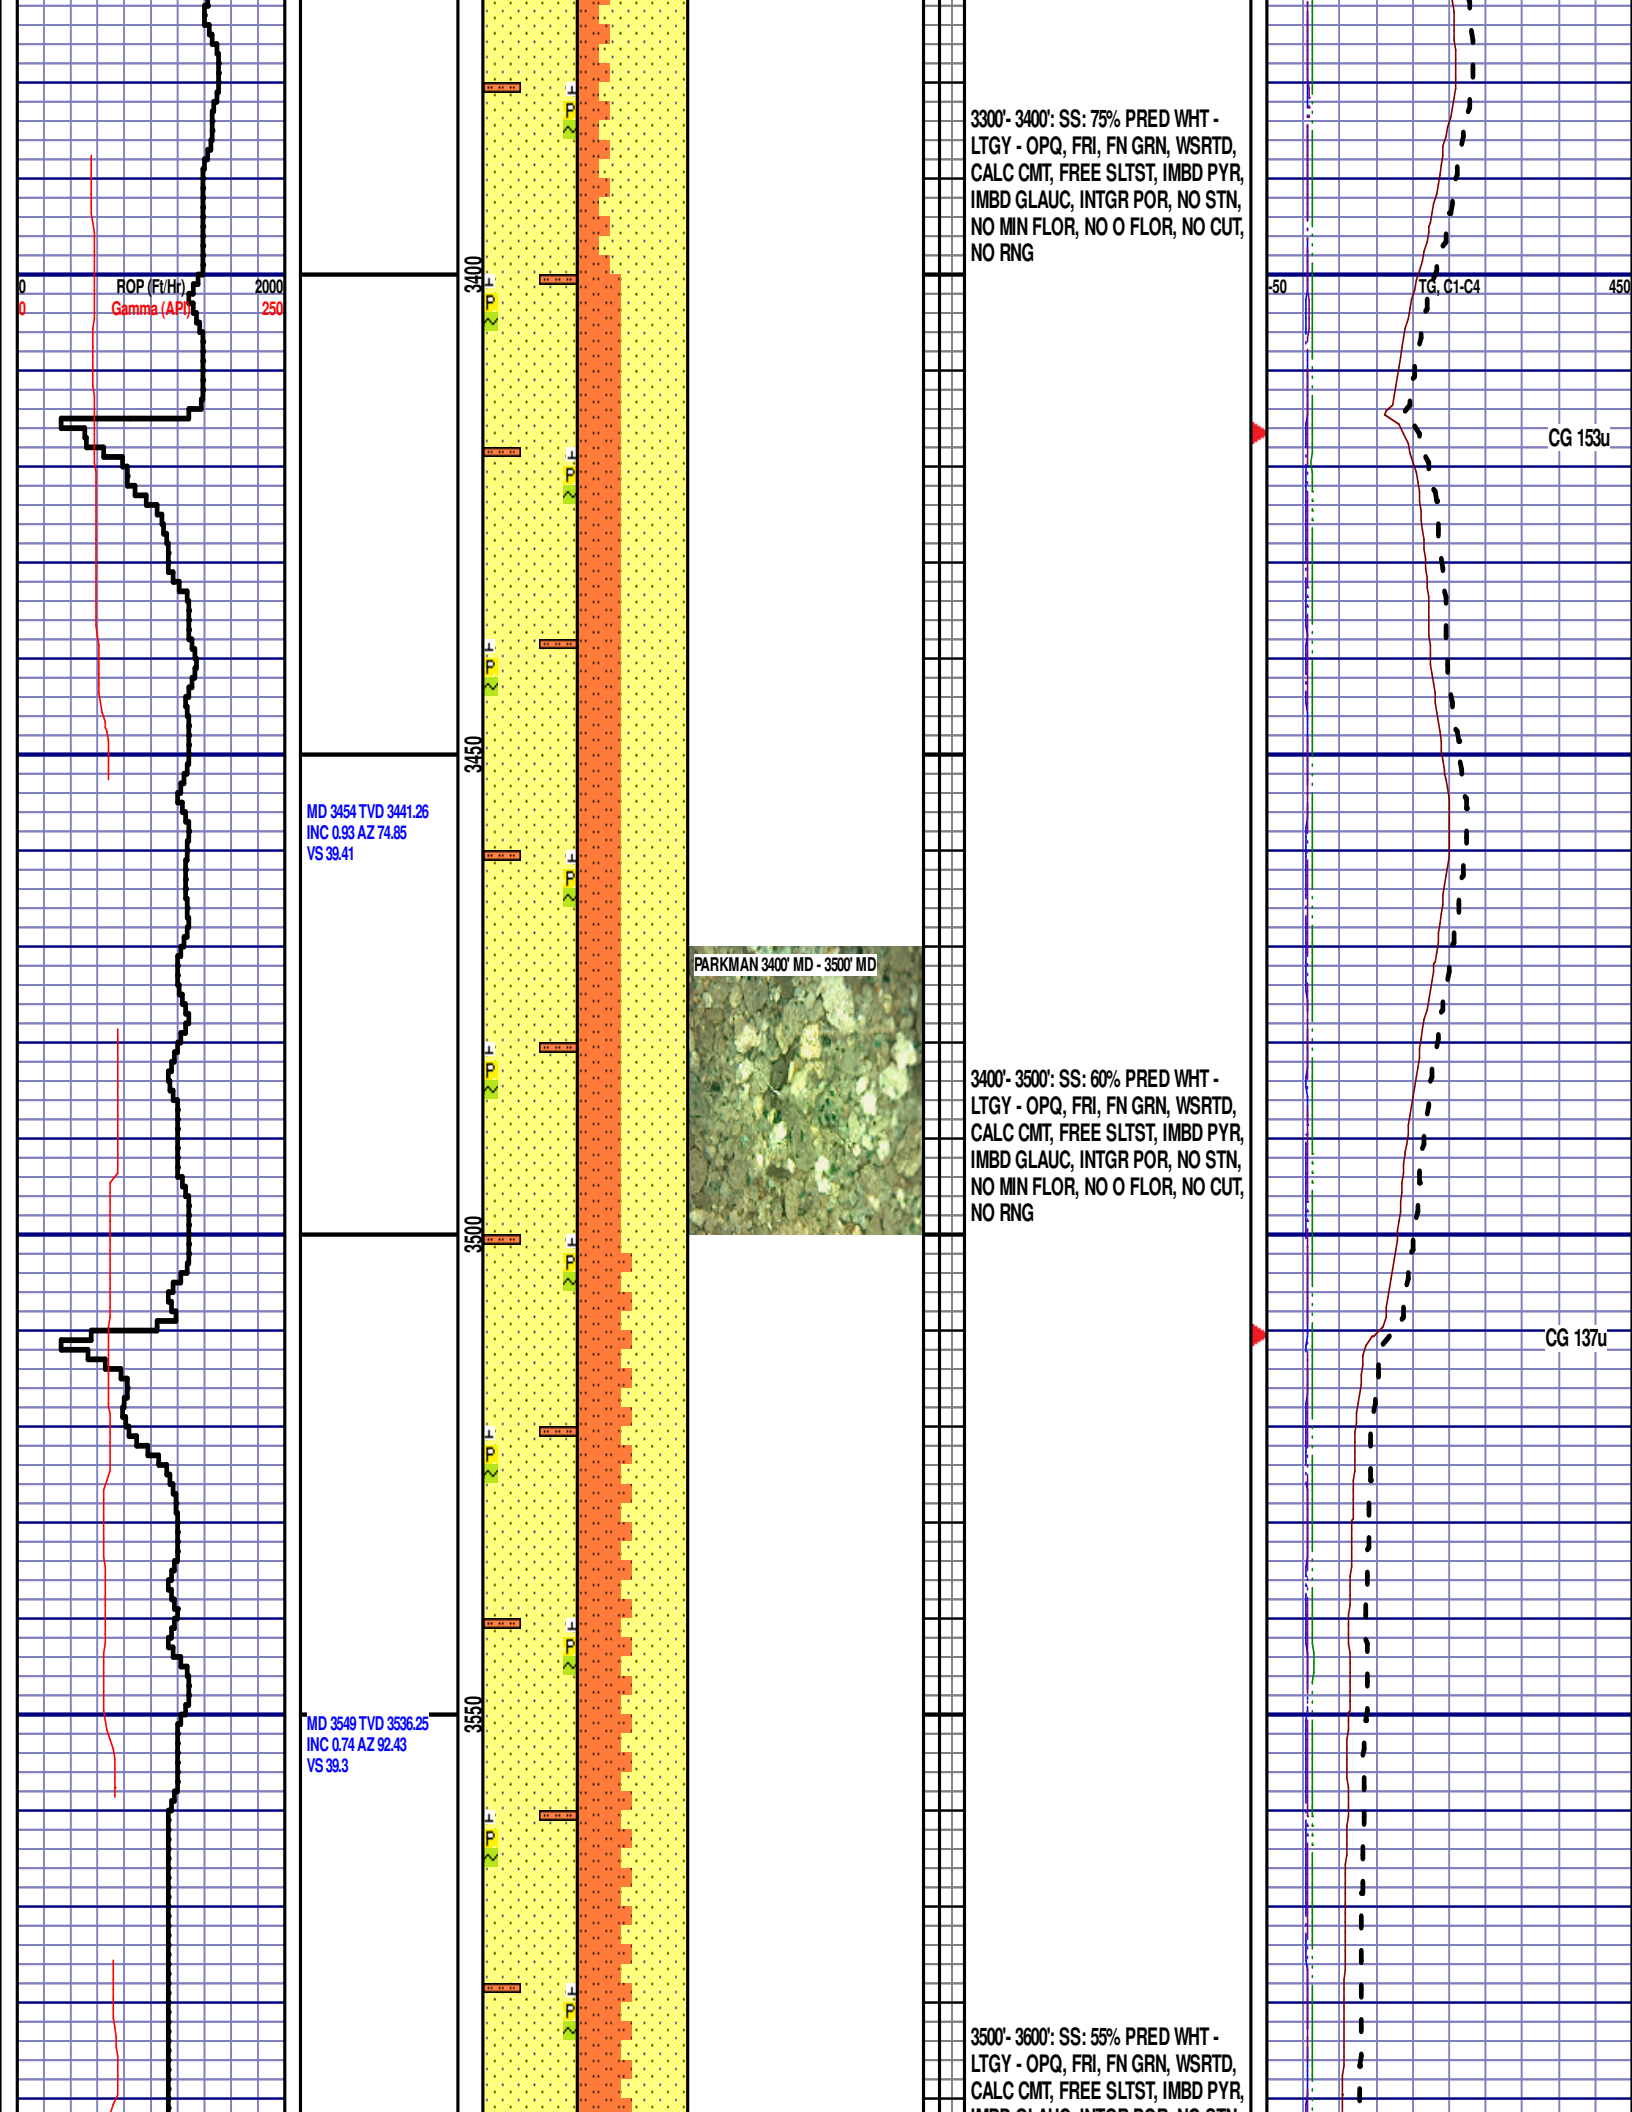 3300'- 3400': SS: 75% PRED WHT -
LTGY - OPQ, FRI, FN GRN, WSRTD,
CALC CMT, FREE SLTST, IMBD PYR,
IMBD GLAUC, INTGR POR, NO STN,
NO MIN FLOR, NO O FLOR, NO CUT,
NO RNG
3400
0 ROP (Ft/Hr) 2000
0 Gamma (API) 250
-50 TG, C1-C4 450
CG 153u
3450
MD 3454 TVD 3441.26
INC 0.93 AZ 74.85
VS 39.41
PARKMAN 3400' MD - 3500' MD
3400'- 3500': SS: 60% PRED WHT -
LTGY - OPQ, FRI, FN GRN, WSRTD,
CALC CMT, FREE SLTST, IMBD PYR,
IMBD GLAUC, INTGR POR, NO STN,
NO MIN FLOR, NO O FLOR, NO CUT,
NO RNG
3500
CG 137u
3550
MD 3549 TVD 3536.25
INC 0.74 AZ 92.43
VS 39.3
3500'- 3600': SS: 55% PRED WHT -
LTGY - OPQ, FRI, FN GRN, WSRTD,
CALC CMT, FREE SLTST, IMBD PYR,
IMBD GLAUC, INTGR POR, NO STN,
P
P
P
P
P
P
P
P
P
P
P